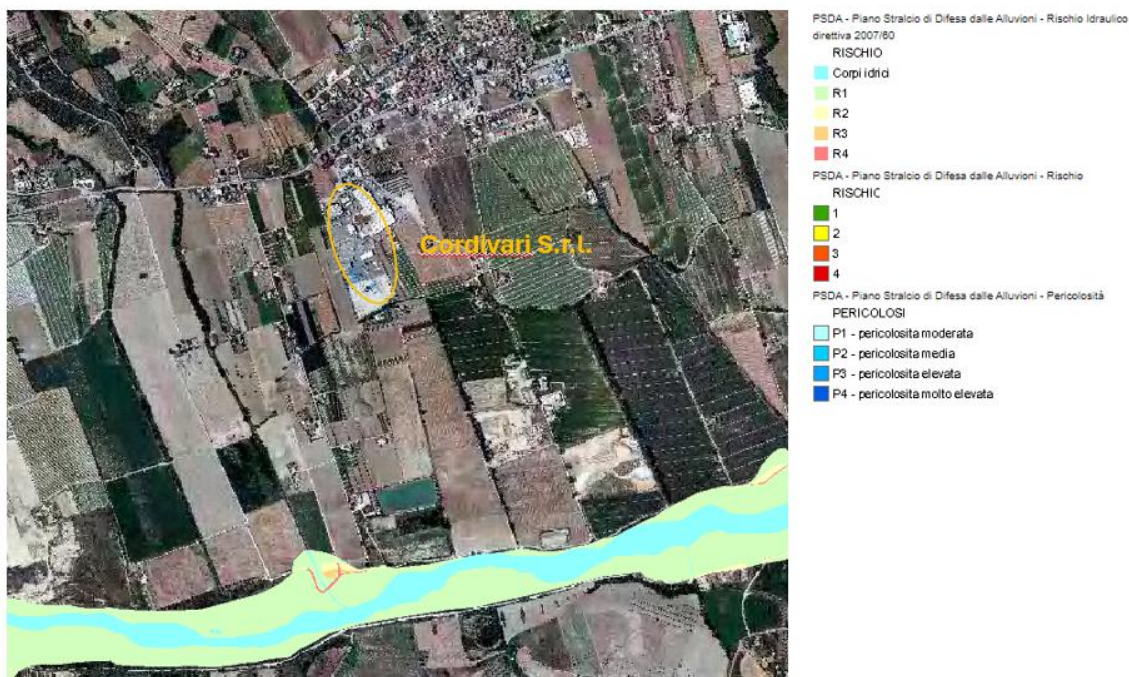 Cordivari S.r.l.
PSDA - Piano Stralcio di Difesa dalle Alluvioni - Rischio Idraulico
direttiva 2007/60
RISCHIO
Corpi idrici
R1
R2
R3
R4
PSDA - Piano Stralcio di Difesa dalle Alluvioni - Rischio
RISCHIC
1
2
3
4
PSDA - Piano Stralcio di Difesa dalle Alluvioni - Pericolosità
PERICOLOSI
P1 - pericolosita moderata
P2 - pericolosita media
P3 - pericolosita elevata
P4 - pericolosita molto elevata